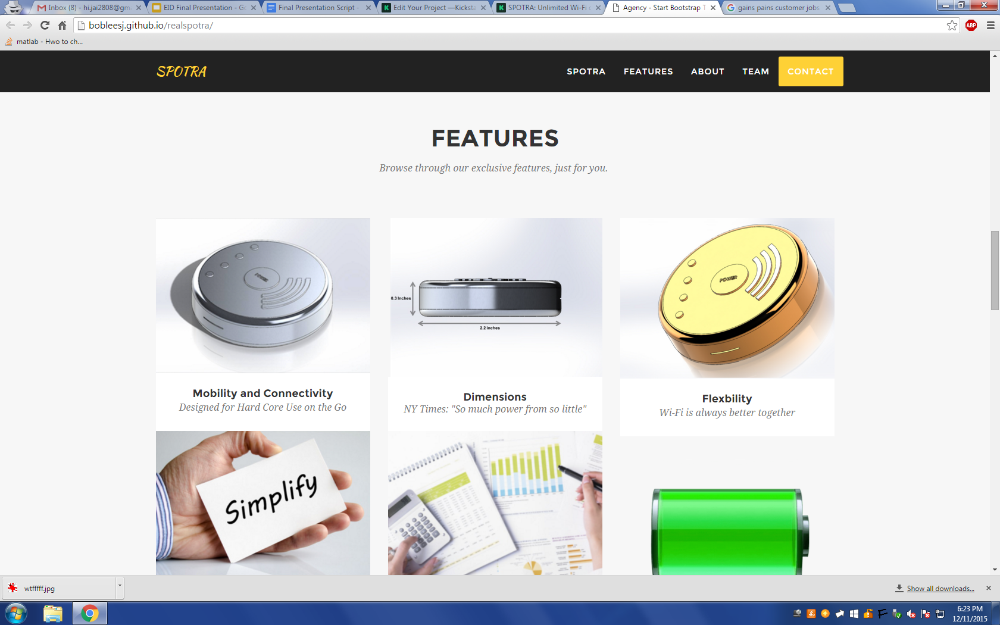 Inbox (8) - hi.jai2808@gm
EID Final Presentation - Go
Final Presentation Script -
Edit Your Project —Kicksta
SPOTRA: Unlimited Wi-Fi o
Agency - Start Bootstrap T
gains pains customer jobs
bobleesj.github.io/realspotra/
ABP
matlab - Hwo to ch...
SPOTRA
SPOTRA
FEATURES
ABOUT
TEAM
CONTACT
FEATURES
Browse through our exclusive features, just for you.
POWER
0.3 Inches
2.2 inches
POWER
Mobility and Connectivity
Designed for Hard Core Use on the Go
Dimensions
NY Times: "So much power from so little"
Flexbility
Wi-Fi is always better together
Simplify
wtfffff.jpg
Show all downloads...
6:23 PM
12/11/2015